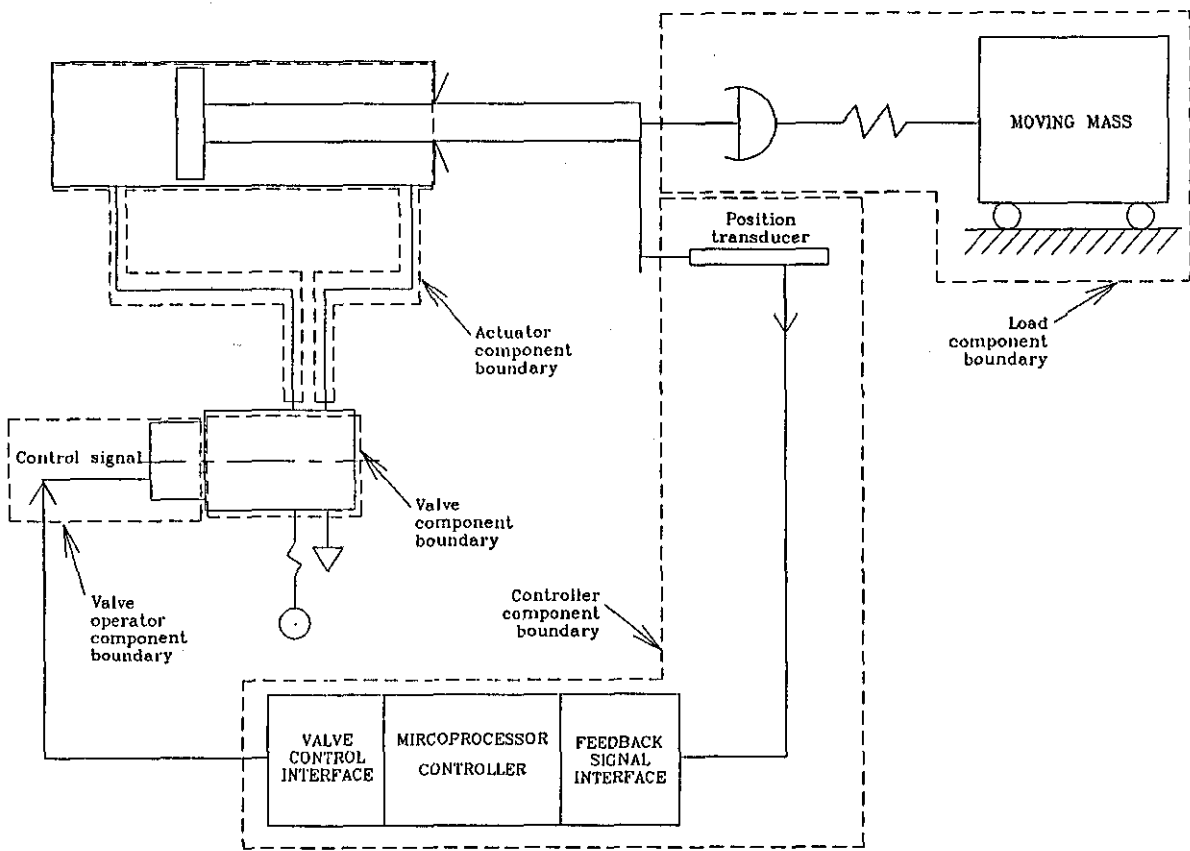 MOVING MASS
Position
transducer
Load
component
boundary
Actuator
component
boundary
Control signal
Valve
component
boundary
Valve
operator
component
boundary
Controller
component
boundary
VALVE
CONTROL
INTERFACE
MIRCOPROCESSOR
CONTROLLER
FEEDBACK
SIGNAL
INTERFACE